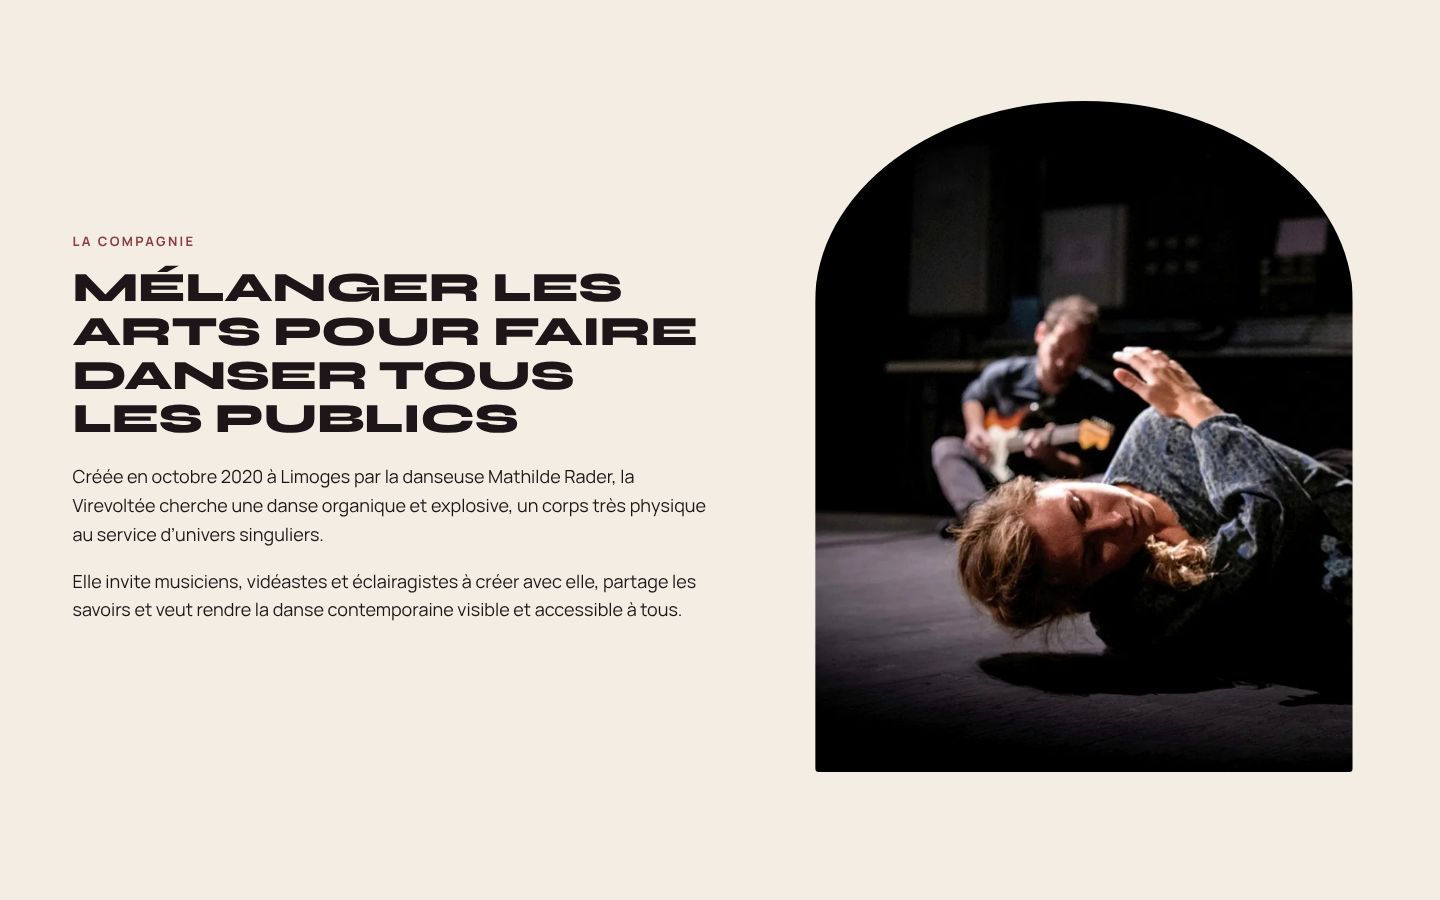 LA COMPAGNIE
MÉLANGER LES
ARTS POUR FAIRE
DANSER TOUS
LES PUBLICS
Créée en octobre 2020 à Limoges par la danseuse Mathilde Rader, la
Virevoltée cherche une danse organique et explosive, un corps très physique
au service d’univers singuliers.
Elle invite musiciens, vidéastes et éclairagistes à créer avec elle, partage les
savoirs et veut rendre la danse contemporaine visible et accessible à tous.